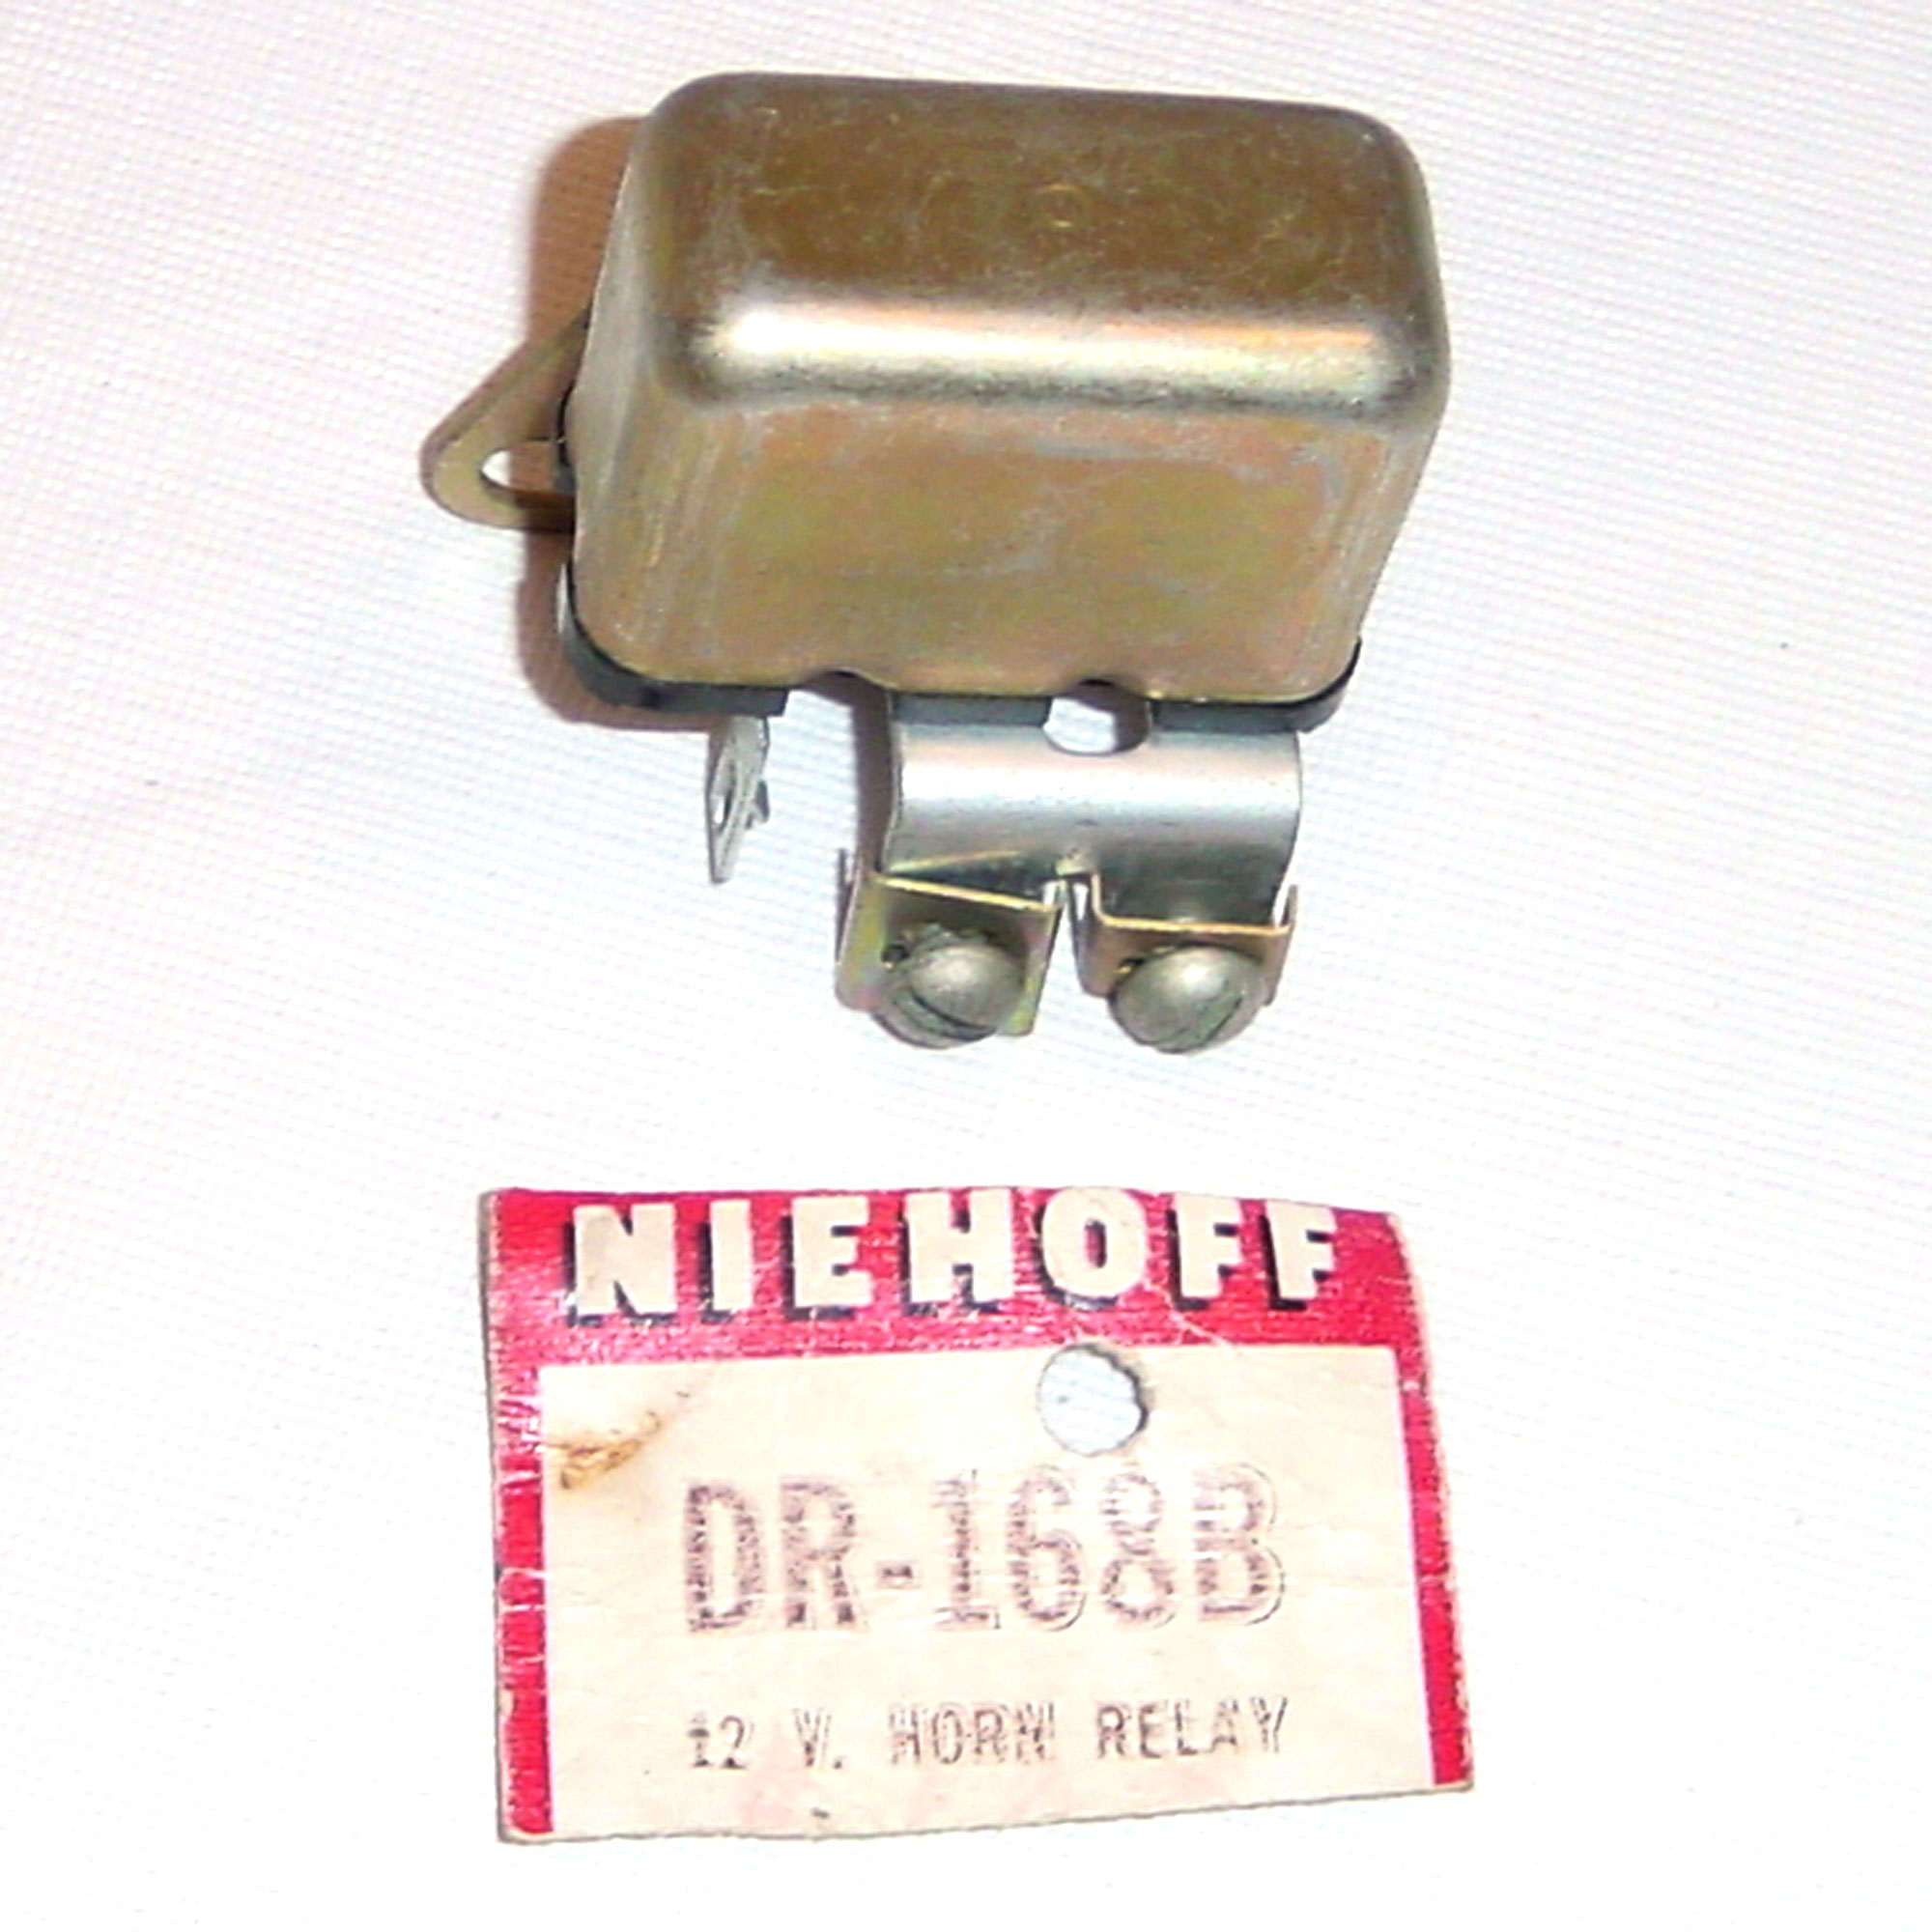 NIEHOFF
DR-168B
12 V. HORN RELAY